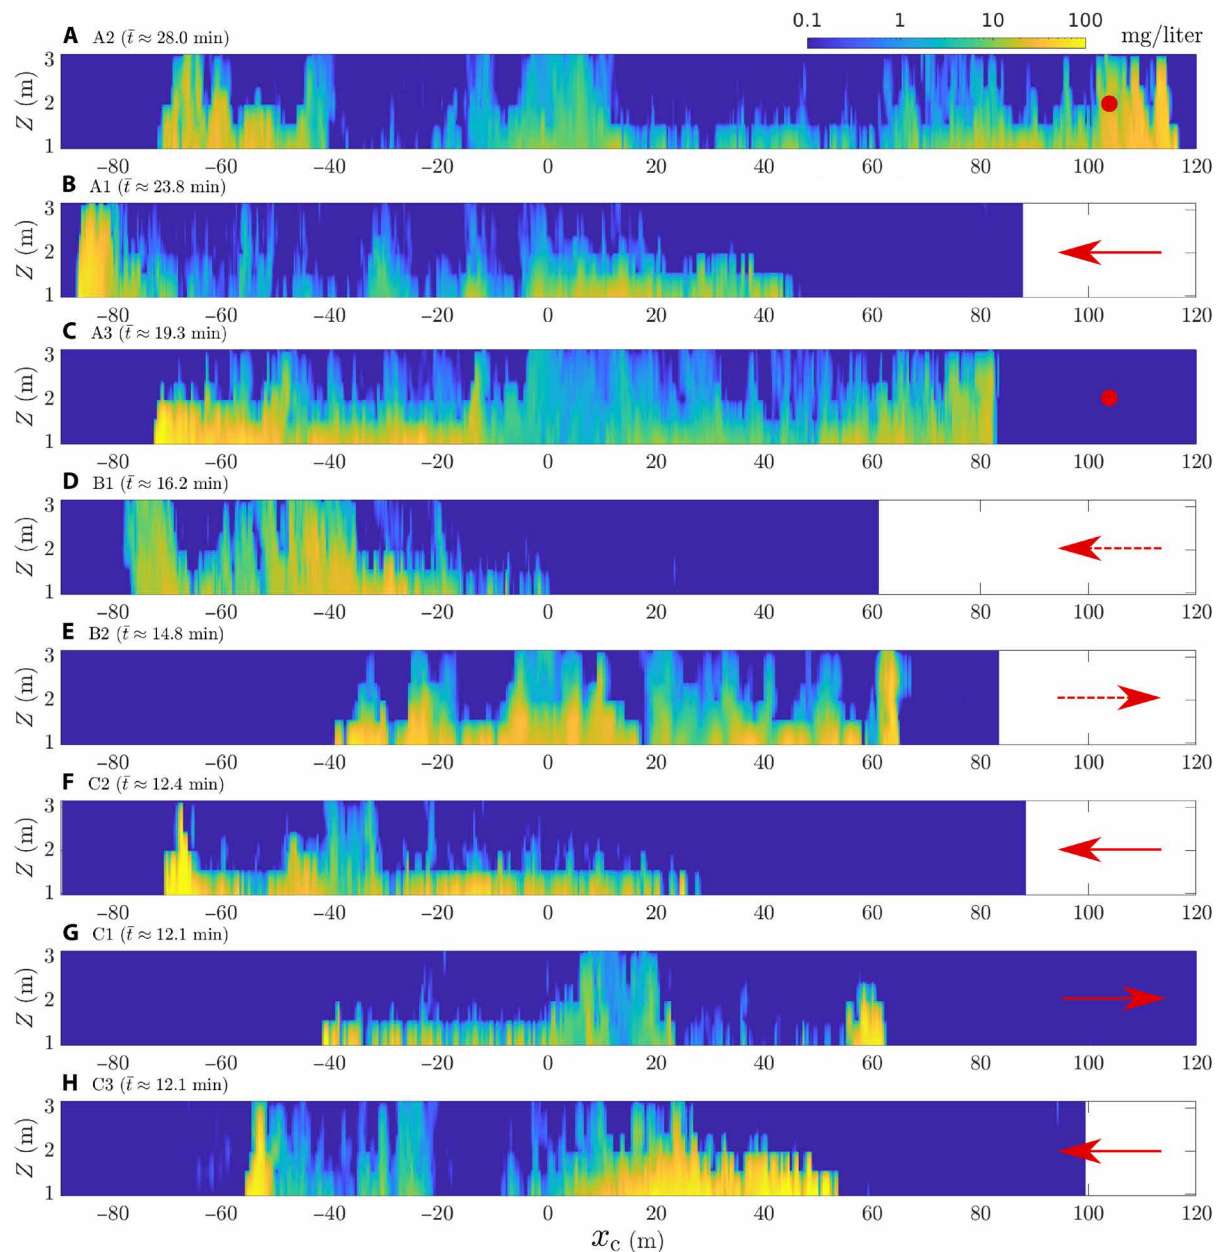 0.1 1 10 100
mg/liter
A A2 (t̄ ≈ 28.0 min)
Z (m)
3
2
1
−80 −60 −40 −20 0 20 40 60 80 100 120
B A1 (t̄ ≈ 23.8 min)
Z (m)
3
2
1
−80 −60 −40 −20 0 20 40 60 80 100 120
C A3 (t̄ ≈ 19.3 min)
Z (m)
3
2
1
−80 −60 −40 −20 0 20 40 60 80 100 120
D B1 (t̄ ≈ 16.2 min)
Z (m)
3
2
1
−80 −60 −40 −20 0 20 40 60 80 100 120
E B2 (t̄ ≈ 14.8 min)
Z (m)
3
2
1
−80 −60 −40 −20 0 20 40 60 80 100 120
F C2 (t̄ ≈ 12.4 min)
Z (m)
3
2
1
−80 −60 −40 −20 0 20 40 60 80 100 120
G C1 (t̄ ≈ 12.1 min)
Z (m)
3
2
1
−80 −60 −40 −20 0 20 40 60 80 100 120
H C3 (t̄ ≈ 12.1 min)
Z (m)
3
2
1
−80 −60 −40 −20 0 20 40 60 80 100 120
x_c (m)